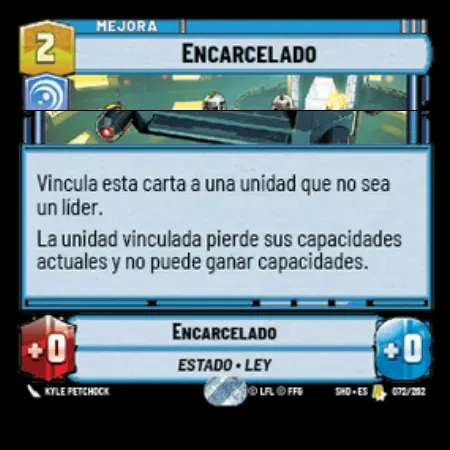 MEJORA
2
ENCARCELADO
Vincula esta carta a una unidad que no sea
un líder.
La unidad vinculada pierde sus capacidades
actuales y no puede ganar capacidades.
+0
ENCARCELADO
+0
ESTADO • LEY
KYLE PETCHOCK
© LFL © FFG
SHD • ES
072/262